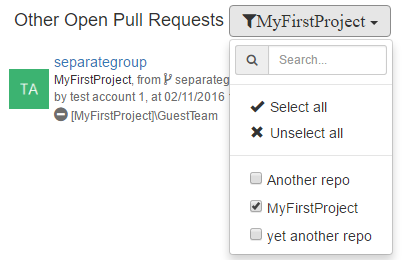 Other Open Pull Requests MyFirstProject
Search...
separategroup
MyFirstProject, from separateg
TA
by test account 1, at 02/11/2016
[MyFirstProject]\GuestTeam
Select all
Unselect all
Another repo
MyFirstProject
yet another repo